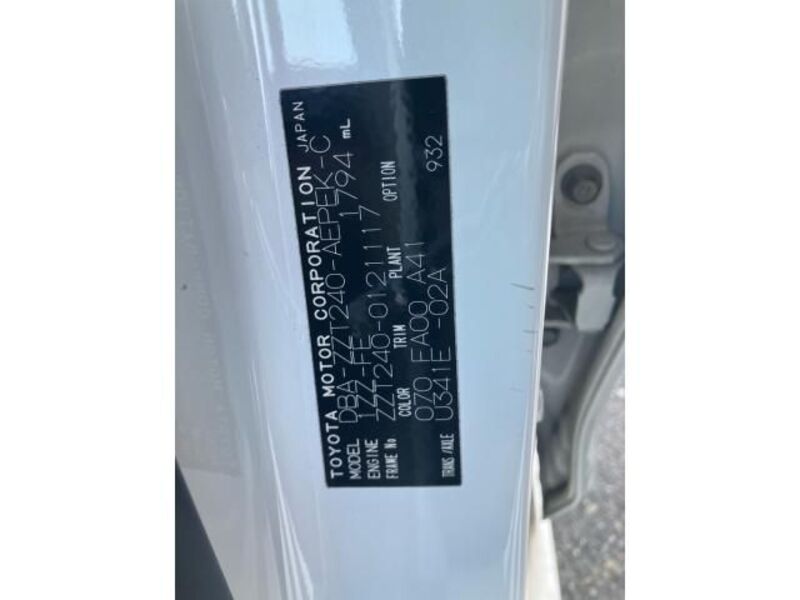 TOYOTA MOTOR CORPORATION JAPAN
MODEL DBA-ZZT240-AEPEK-C
ENGINE 1ZZ-FE 1794 mL
FRAME No ZZT240-0121117
COLOR TRIM PLANT OPTION
070 FA00 A41 932
TRANS/AXLE U341E -02A